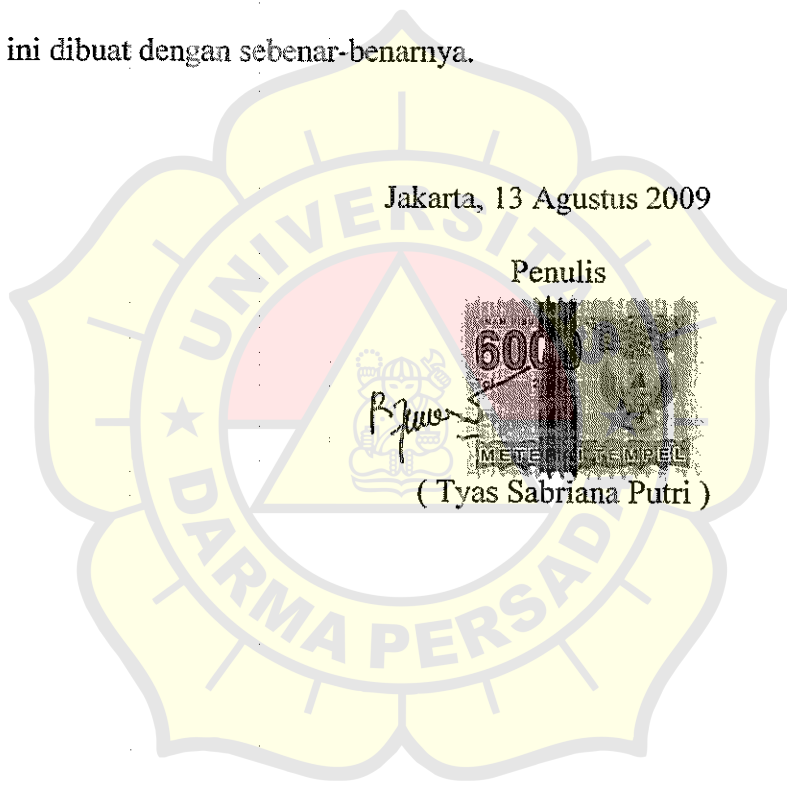 ini dibuat dengan sebenar-benarnya.
Jakarta, 13 Agustus 2009
Penulis
6000
METERAI TEMPEL
( Tyas Sabriana Putri )
UNIVERSITAS
DARMA PERSADA